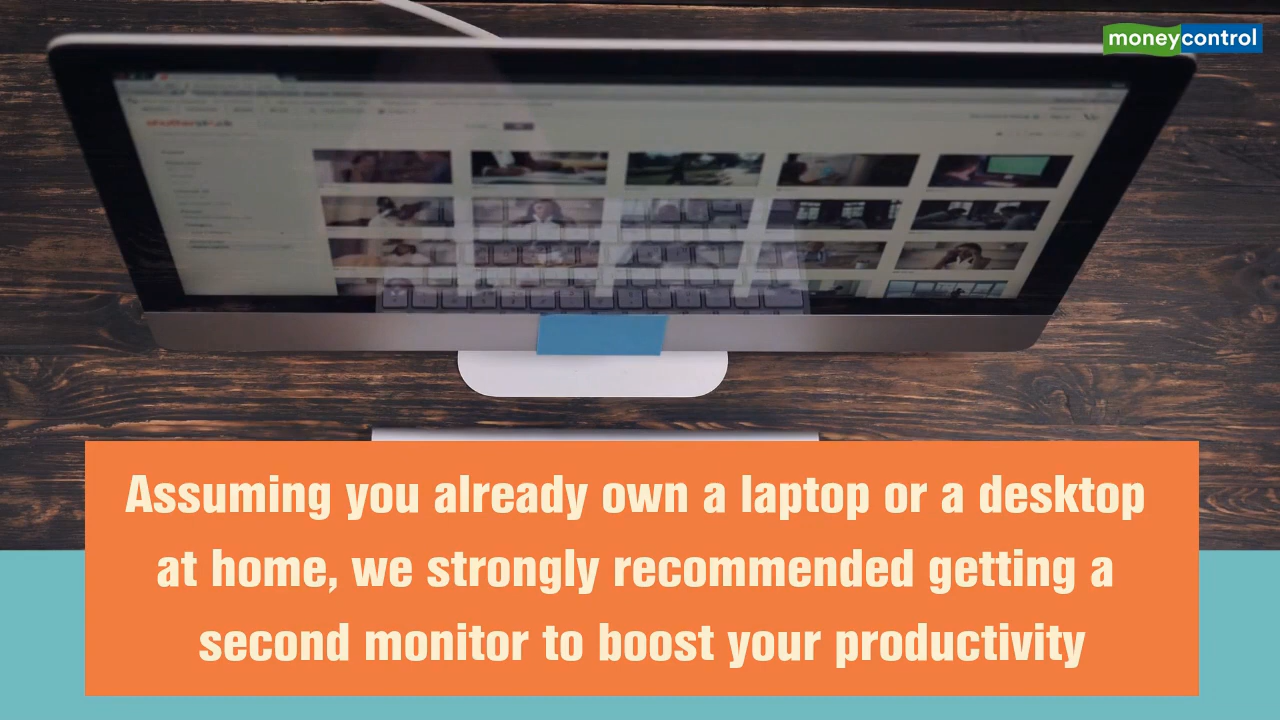 moneycontrol
Assuming you already own a laptop or a desktop
at home, we strongly recommended getting a
second monitor to boost your productivity